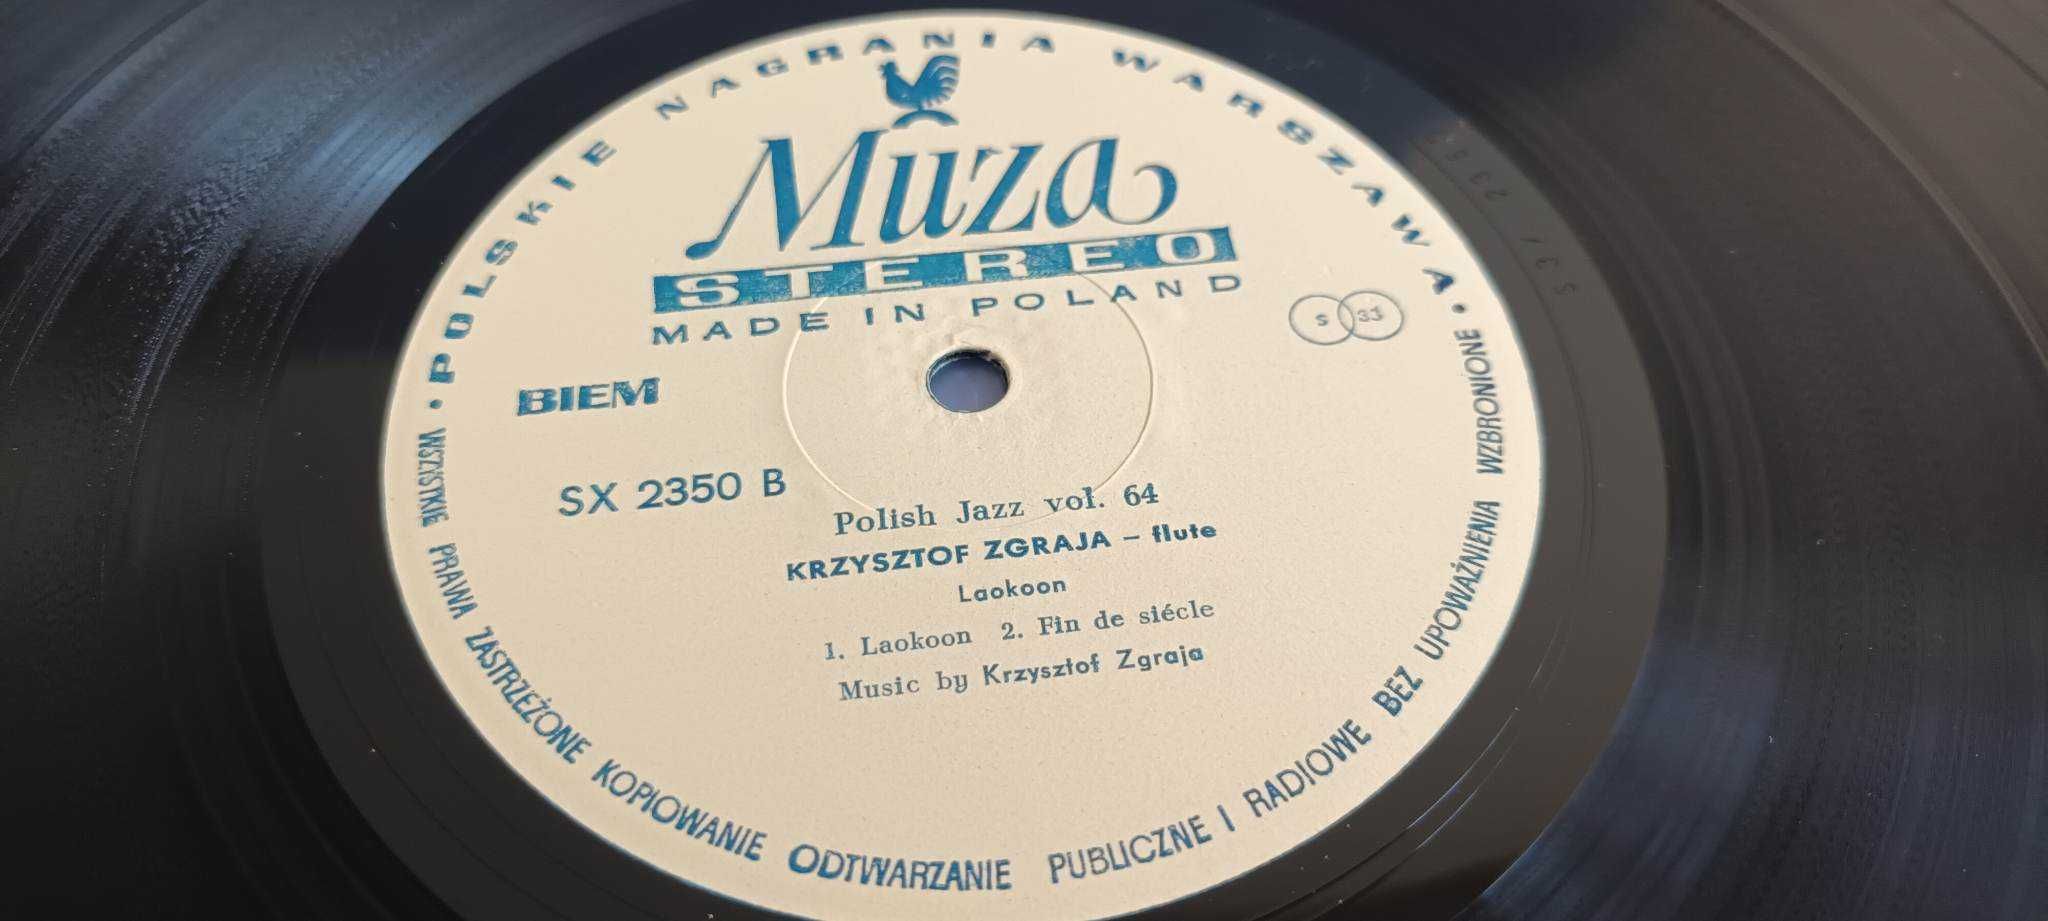 • POLSKIE NAGRANIA WARSZAWA •
Muza
STEREO
MADE IN POLAND
S 33
BIEM
SX 2350 B
Polish Jazz vol. 64
KRZYSZTOF ZGRAJA – flute
Laokoon
1. Laokoon 2. Fin de siécle
Music by Krzysztof Zgraja
WSZYSTKIE PRAWA ZASTRZEŻONE KOPIOWANIE ODTWARZANIE PUBLICZNE I RADIOWE BEZ UPOWAŻNIENIA WZBRONIONE